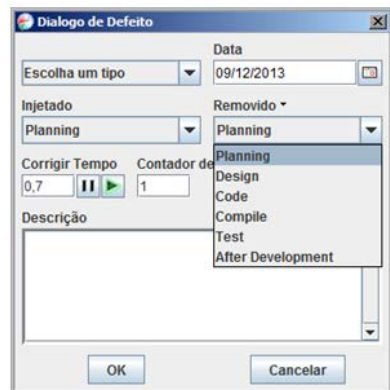 Dialogo de Defeito
Data
Escolha um tipo 09/12/2013
Injetado Removido
Planning Planning
Corrigir Tempo Contador de
0,7 1
Planning
Design
Code
Compile
Test
After Development
Descrição
OK Cancelar